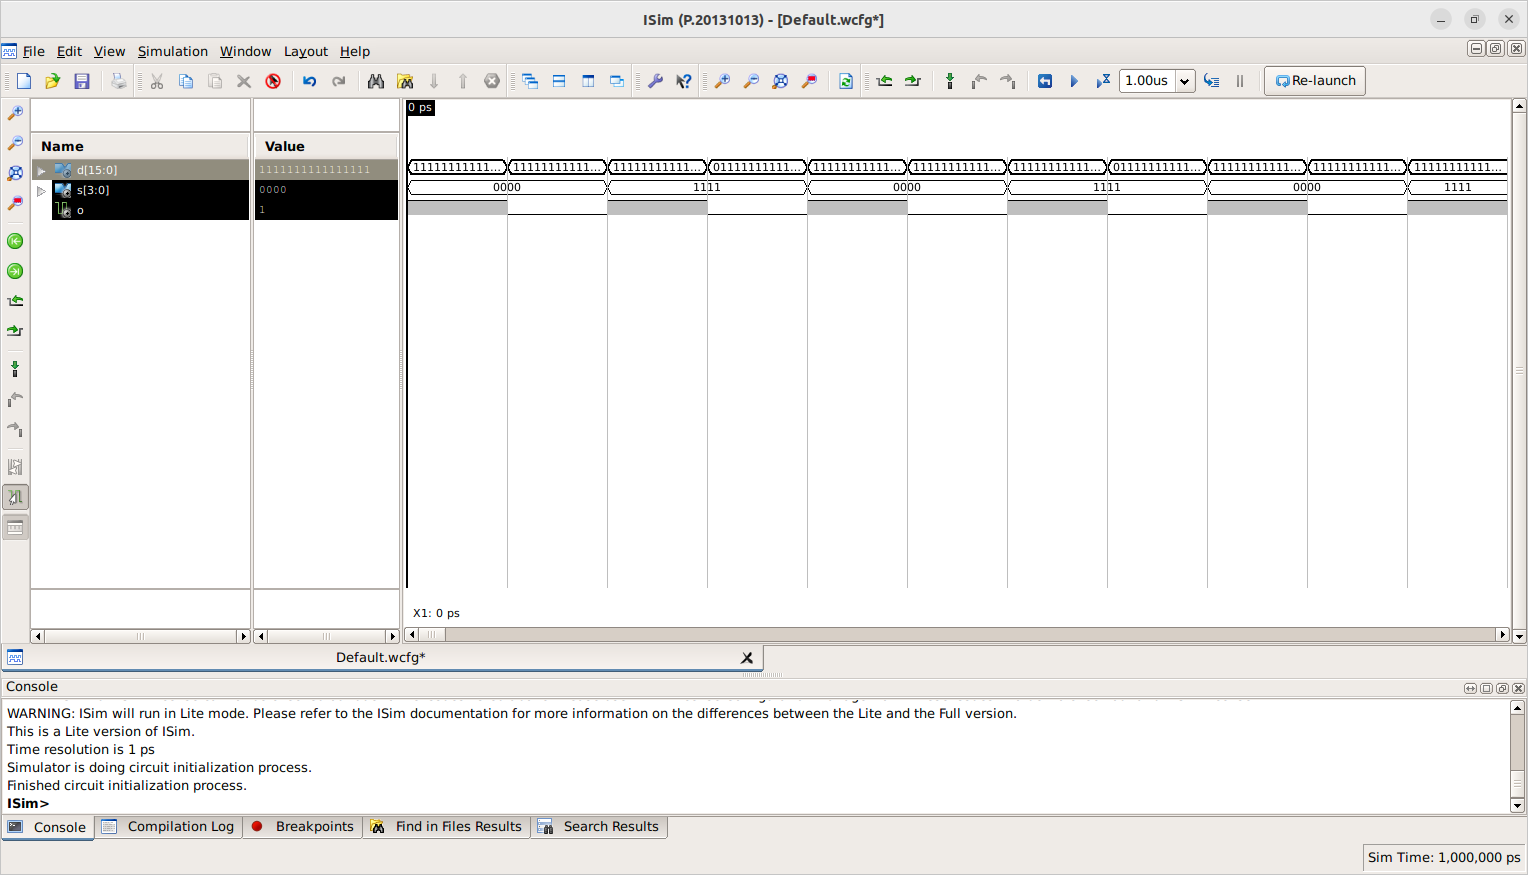 ISim (P.20131013) - [Default.wcfg*]
File Edit View Simulation Window Layout Help
1.00us Re-launch
0 ps
Name Value
d[15:0] 1111111111111111 11111111111... 11111111111... 11111111111... 01111111111... 11111111111... 11111111111... 11111111111... 01111111111... 11111111111... 11111111111... 11111111111...
s[3:0] 0000 0000 1111 0000 1111 0000 1111
o 1
X1: 0 ps
Default.wcfg*
Console
WARNING: ISim will run in Lite mode. Please refer to the ISim documentation for more information on the differences between the Lite and the Full version.
This is a Lite version of ISim.
Time resolution is 1 ps
Simulator is doing circuit initialization process.
Finished circuit initialization process.
ISim>
Console Compilation Log Breakpoints Find in Files Results Search Results
Sim Time: 1,000,000 ps